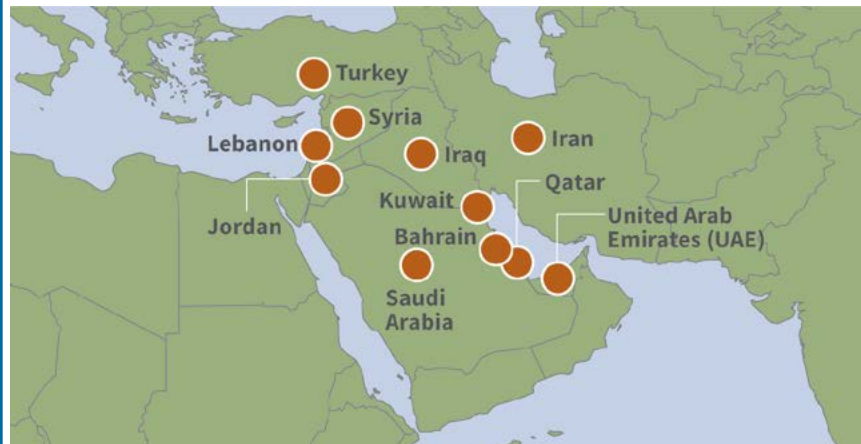 Turkey
Syria
Lebanon
Iraq
Iran
Qatar
Kuwait
Jordan
United Arab
Emirates (UAE)
Bahrain
Saudi
Arabia